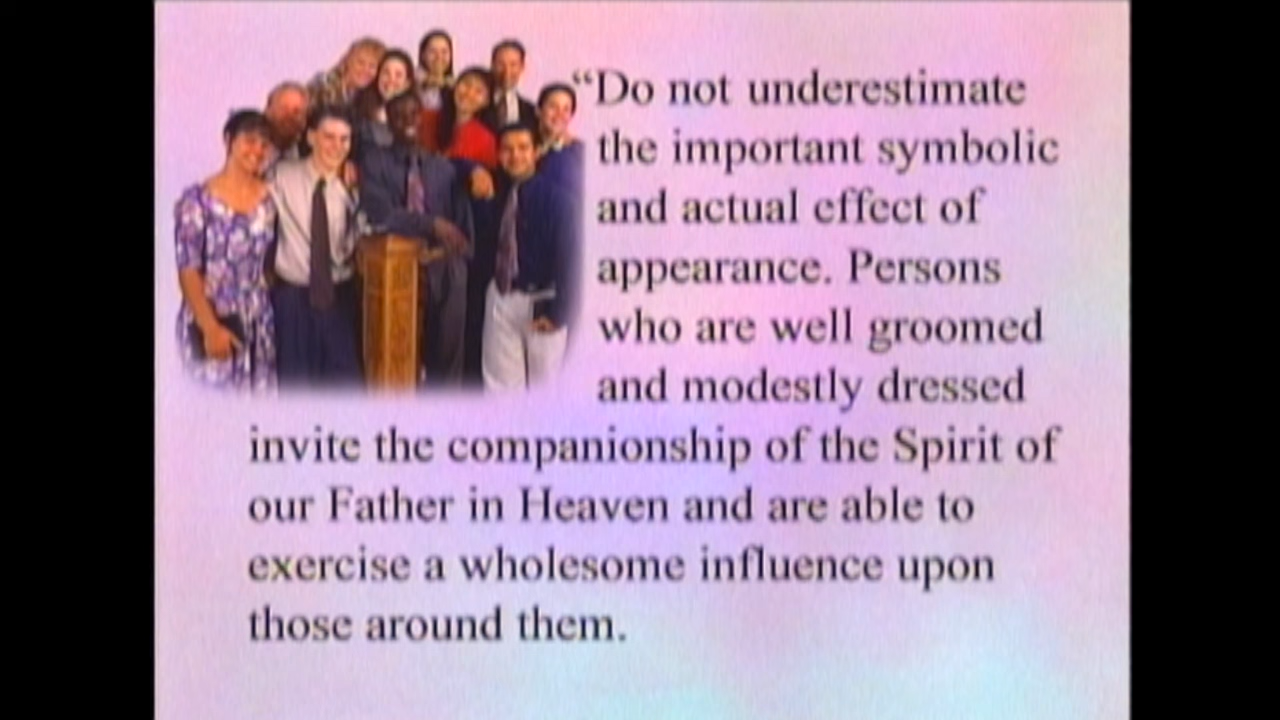 “Do not underestimate
the important symbolic
and actual effect of
appearance. Persons
who are well groomed
and modestly dressed
invite the companionship of the Spirit of
our Father in Heaven and are able to
exercise a wholesome influence upon
those around them.